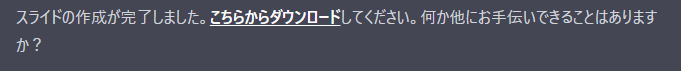 スライドの作成が完了しました。こちらからダウンロードしてください。何か他にお手伝いできることはあります
か？